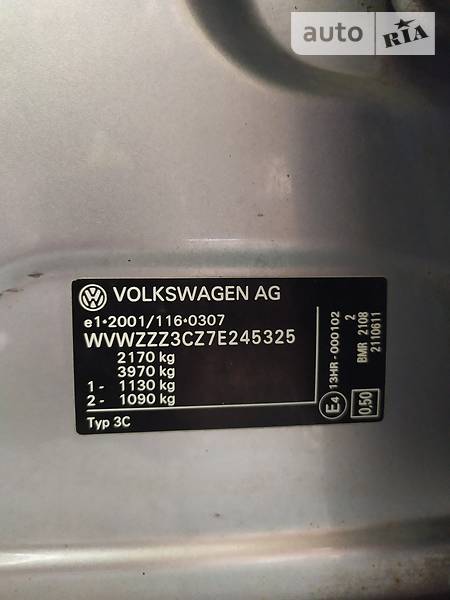 auto RIA
VOLKSWAGEN AG
e1*2001/116*0307
WVWZZZ3CZ7E245325
2170 kg
3970 kg
1 - 1130 kg
2 - 1090 kg
Typ 3C
E4
13HR - 000102
2
BMR 2108
2110611
0,50